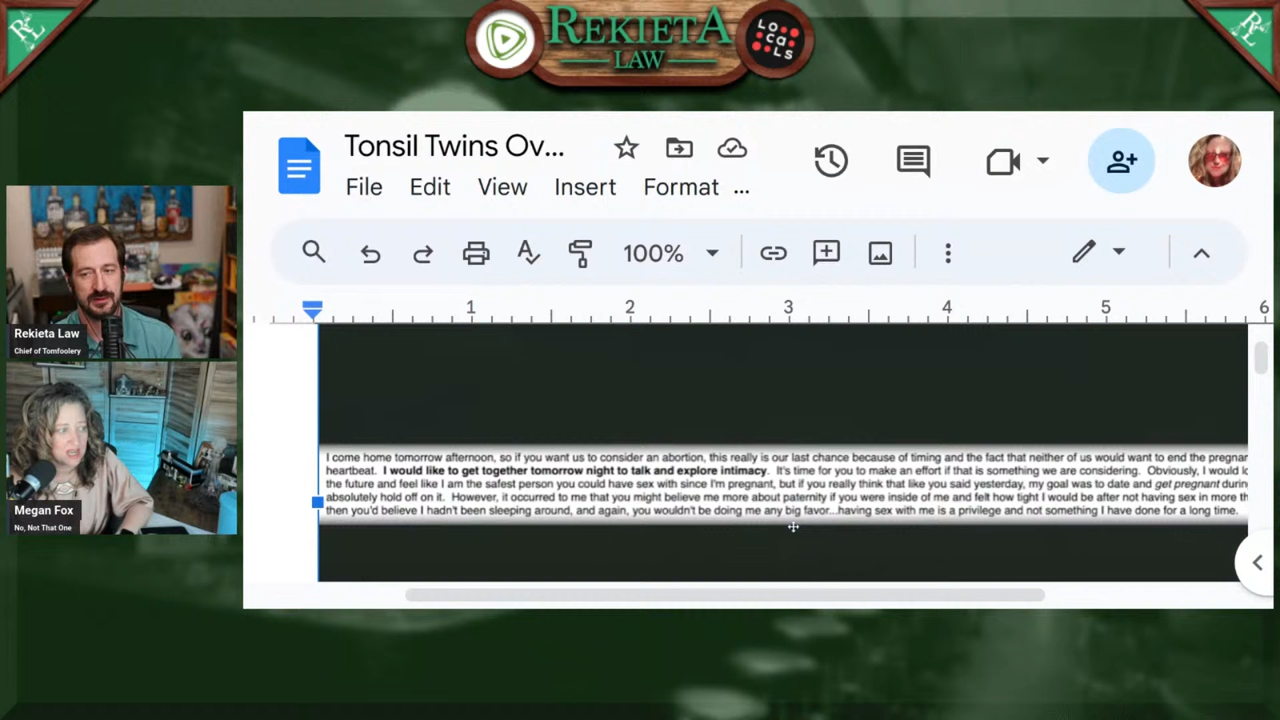 REKIETA
LAW
LOCALS
RL
RL
Tonsil Twins Ov...
File Edit View Insert Format ...
100%
1 2 3 4 5 6
I come home tomorrow afternoon, so if you want us to consider an abortion, this really is our last chance because of timing and the fact that neither of us would want to end the pregnan
heartbeat. I would like to get together tomorrow night to talk and explore intimacy. It's time for you to make an effort if that is something we are considering. Obviously, I would lo
the future and feel like I am the safest person you could have sex with since I'm pregnant, but if you really think that like you said yesterday, my goal was to date and get pregnant durin
absolutely hold off on it. However, it occurred to me that you might believe me more about paternity if you were inside of me and felt how tight I would be after not having sex in more th
then you'd believe I hadn't been sleeping around, and again, you wouldn't be doing me any big favor...having sex with me is a privilege and not something I have done for a long time.
Rekieta Law
Chief of Tomfoolery
Megan Fox
No, Not That One